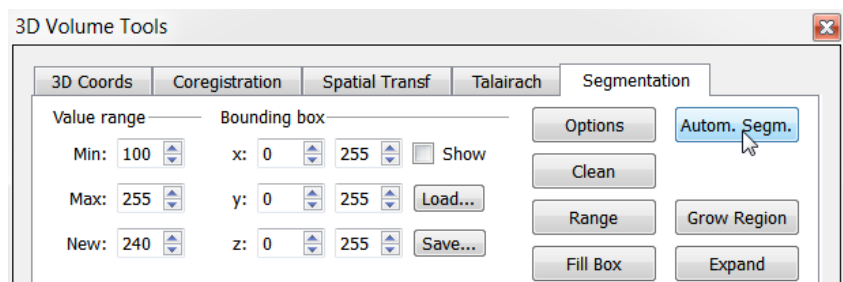 3D Volume Tools
3D Coords Coregistration Spatial Transf Talairach Segmentation
Value range Bounding box Options Autom. Segm.
Min: 100 x: 0 255 Show
Clean
Max: 255 y: 0 255 Load...
Range Grow Region
New: 240 z: 0 255 Save...
Fill Box Expand